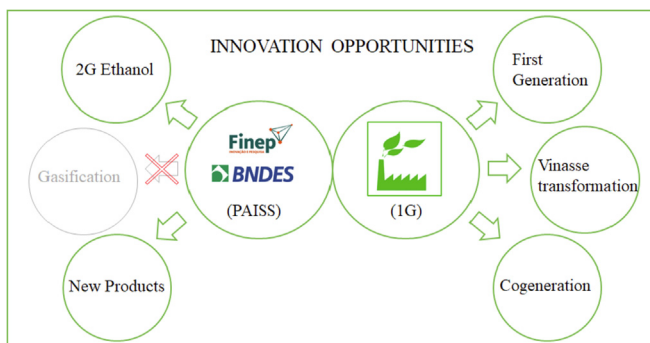 INNOVATION OPPORTUNITIES
2G Ethanol
Gasification
New Products
Finep
BNDES
(PAISS)
(1G)
First
Generation
Vinasse
transformation
Cogeneration